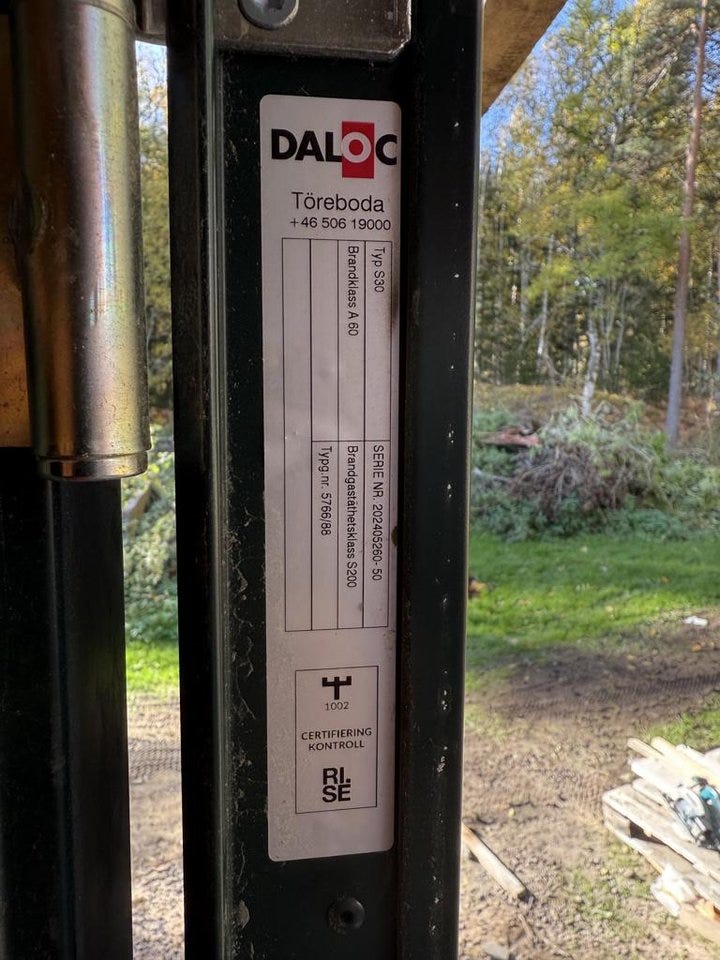 DALOC
Töreboda
+46 506 19000
Typ S30
SERIE NR. 202405260-50
Brandklass A 60
Brandgastäthetsklass S200
Typg.nr. 5766/88
1002
CERTIFIERING
KONTROLL
RI.
SE